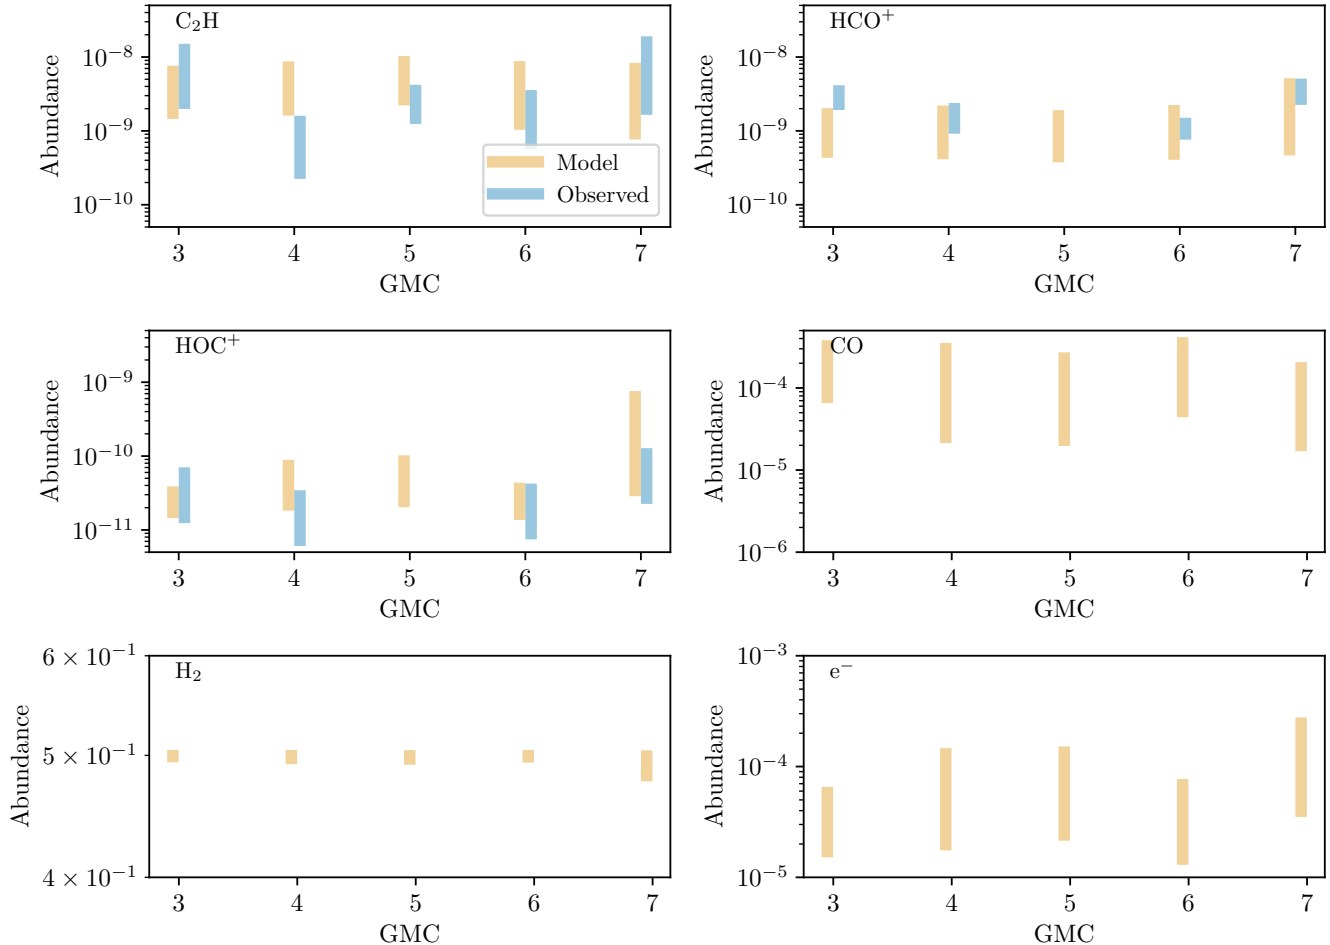 C₂H
Abundance
10⁻⁸
10⁻⁹
10⁻¹⁰
Model
Observed
3 4 5 6 7
GMC
HCO⁺
Abundance
10⁻⁸
10⁻⁹
10⁻¹⁰
3 4 5 6 7
GMC
HOC⁺
Abundance
10⁻⁹
10⁻¹⁰
10⁻¹¹
3 4 5 6 7
GMC
CO
Abundance
10⁻⁴
10⁻⁵
10⁻⁶
3 4 5 6 7
GMC
H₂
Abundance
6 × 10⁻¹
5 × 10⁻¹
4 × 10⁻¹
3 4 5 6 7
GMC
e⁻
Abundance
10⁻³
10⁻⁴
10⁻⁵
3 4 5 6 7
GMC